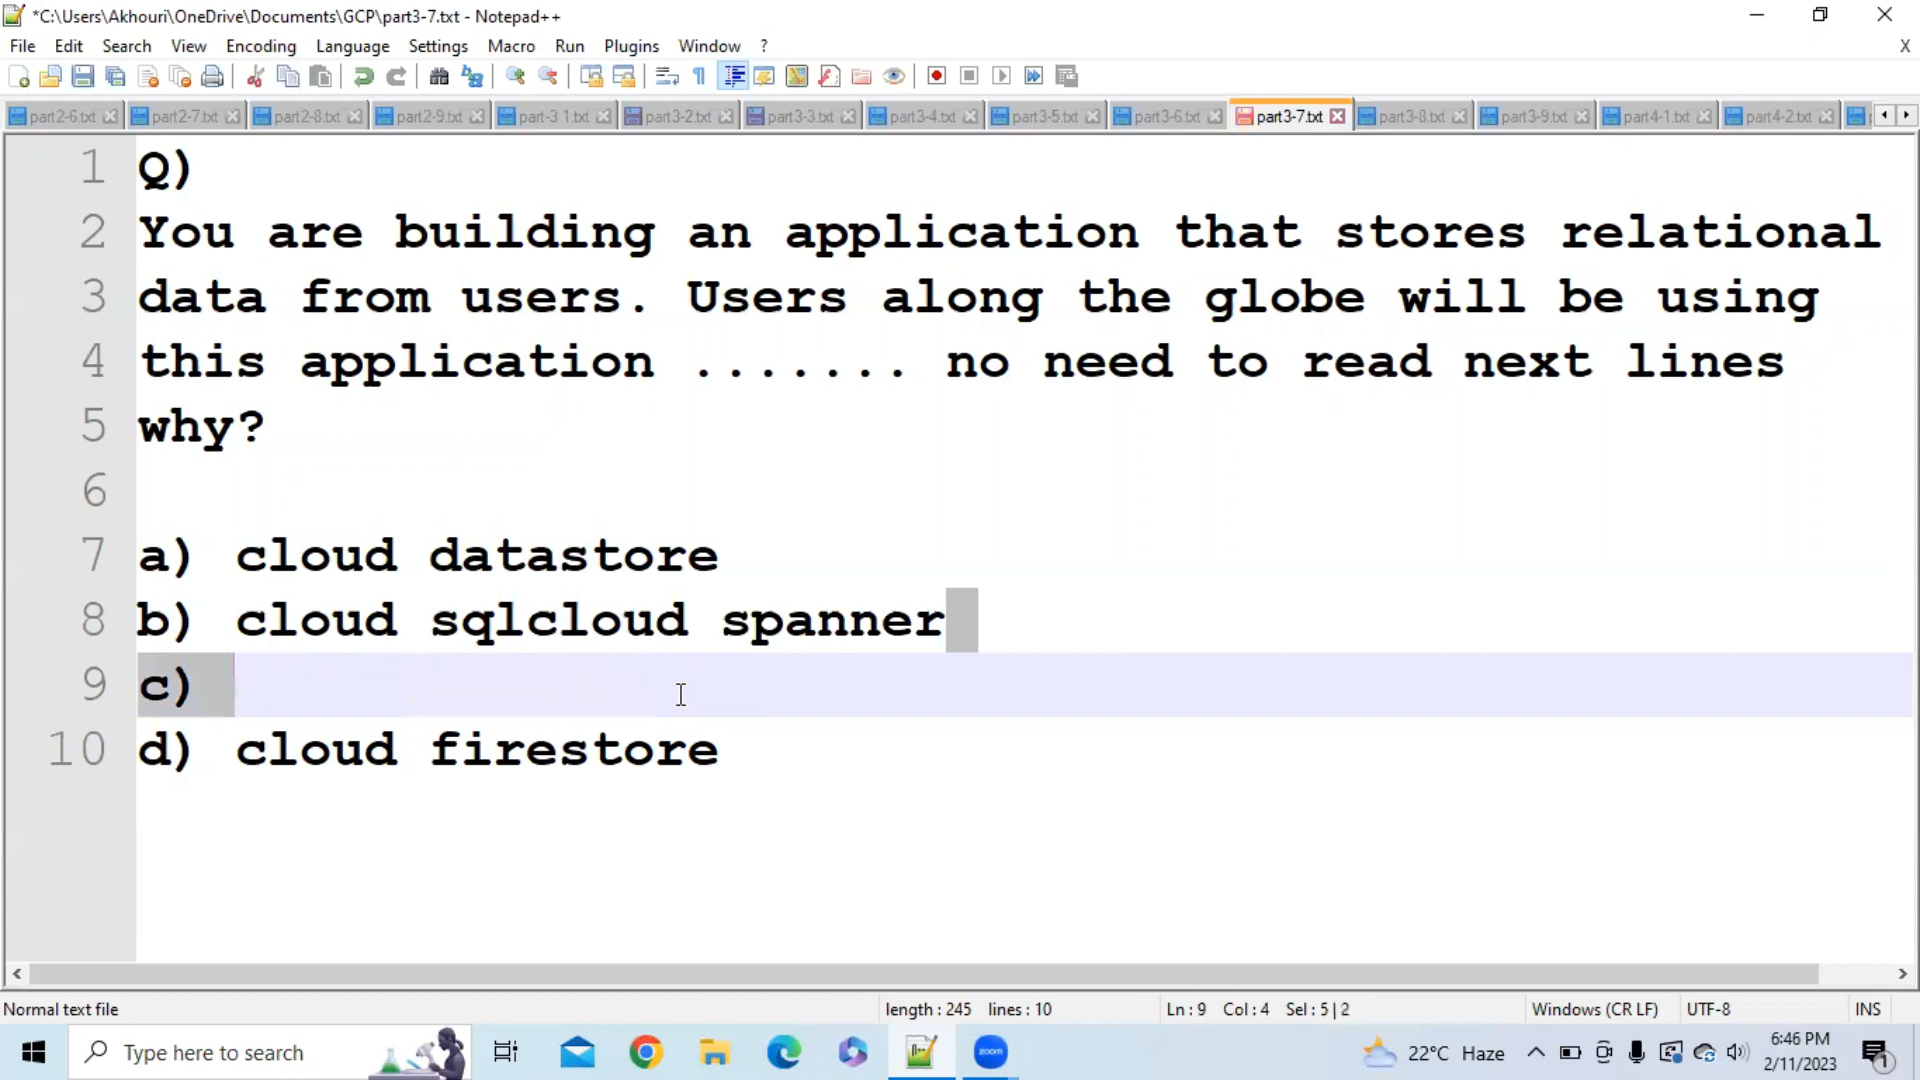 *C:\Users\Akhouri\OneDrive\Documents\GCP\part3-7.txt - Notepad++
File Edit Search View Encoding Language Settings Macro Run Plugins Window ? X
part2-6.txt part2-7.txt part2-8.txt part2-9.txt part-3 1.txt part3-2.txt part3-3.txt part3-4.txt part3-5.txt part3-6.txt part3-7.txt part3-8.txt part3-9.txt part4-1.txt part4-2.txt
1 Q)
2 You are building an application that stores relational
3 data from users. Users along the globe will be using
4 this application ....... no need to read next lines
5 why?
6
7 a) cloud datastore
8 b) cloud sqlcloud spanner
9 c)
10 d) cloud firestore
Normal text file length : 245 lines : 10 Ln : 9 Col : 4 Sel : 5 | 2 Windows (CR LF) UTF-8 INS
Type here to search zoom 22°C Haze 6:46 PM
2/11/2023 1